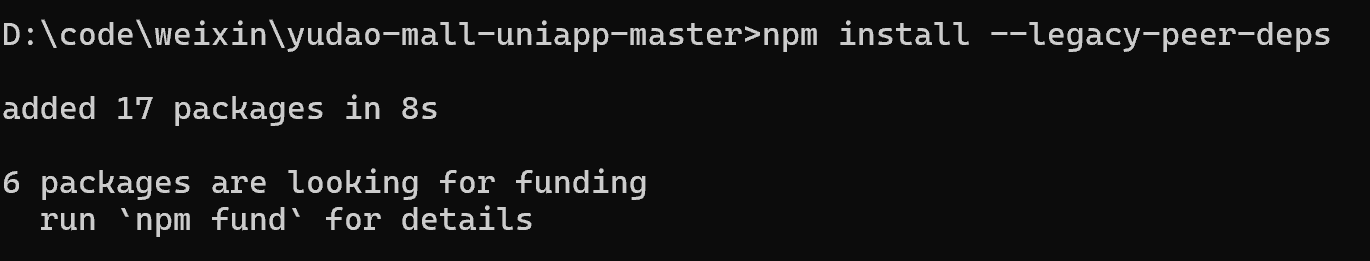 D:\code\weixin\yudao-mall-uniapp-master>npm install --legacy-peer-deps
added 17 packages in 8s
6 packages are looking for funding
  run `npm fund` for details